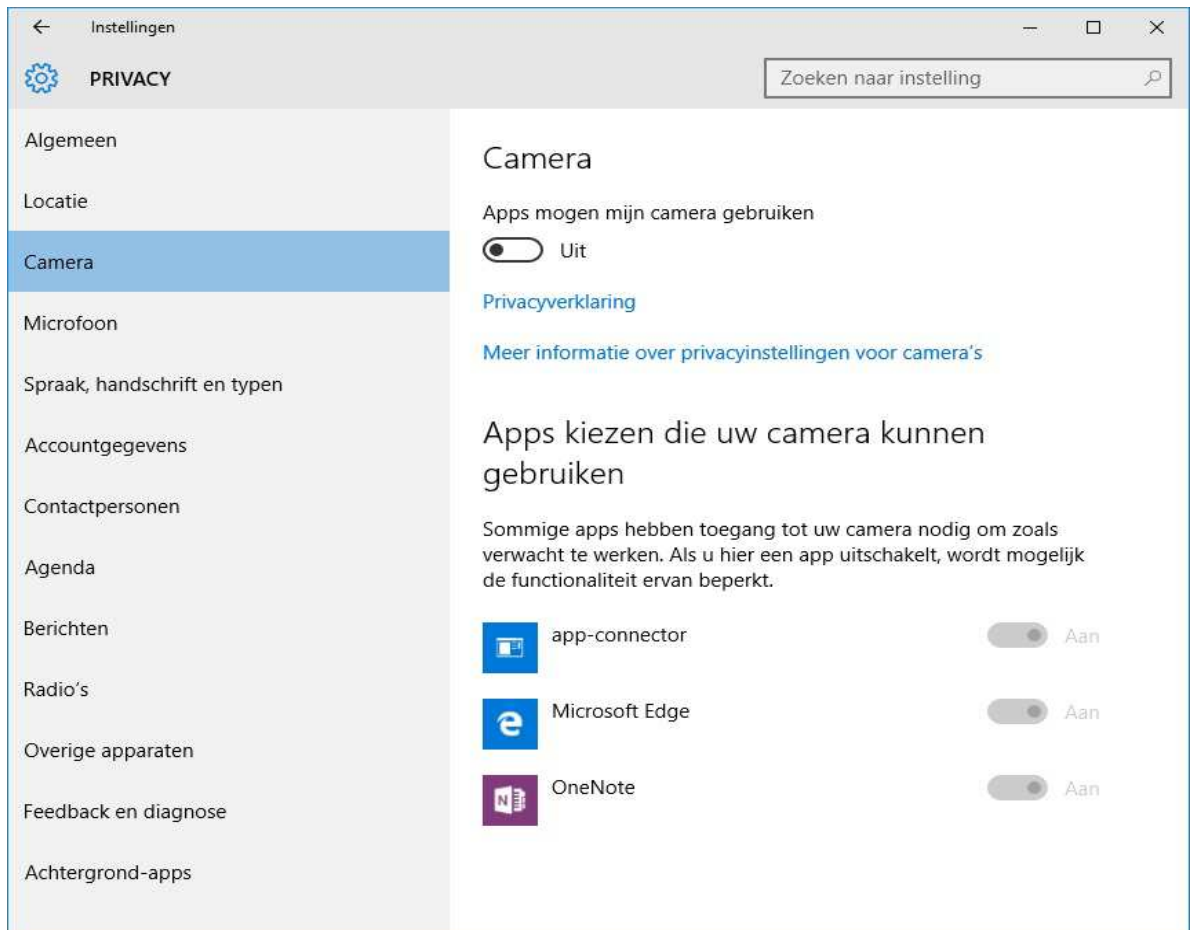 Instellingen
PRIVACY
Zoeken naar instelling
Algemeen
Locatie
Camera
Microfoon
Spraak, handschrift en typen
Accountgegevens
Contactpersonen
Agenda
Berichten
Radio's
Overige apparaten
Feedback en diagnose
Achtergrond-apps
Camera
Apps mogen mijn camera gebruiken
Uit
Privacyverklaring
Meer informatie over privacyinstellingen voor camera's
Apps kiezen die uw camera kunnen
gebruiken
Sommige apps hebben toegang tot uw camera nodig om zoals
verwacht te werken. Als u hier een app uitschakelt, wordt mogelijk
de functionaliteit ervan beperkt.
app-connector Aan
Microsoft Edge Aan
OneNote Aan